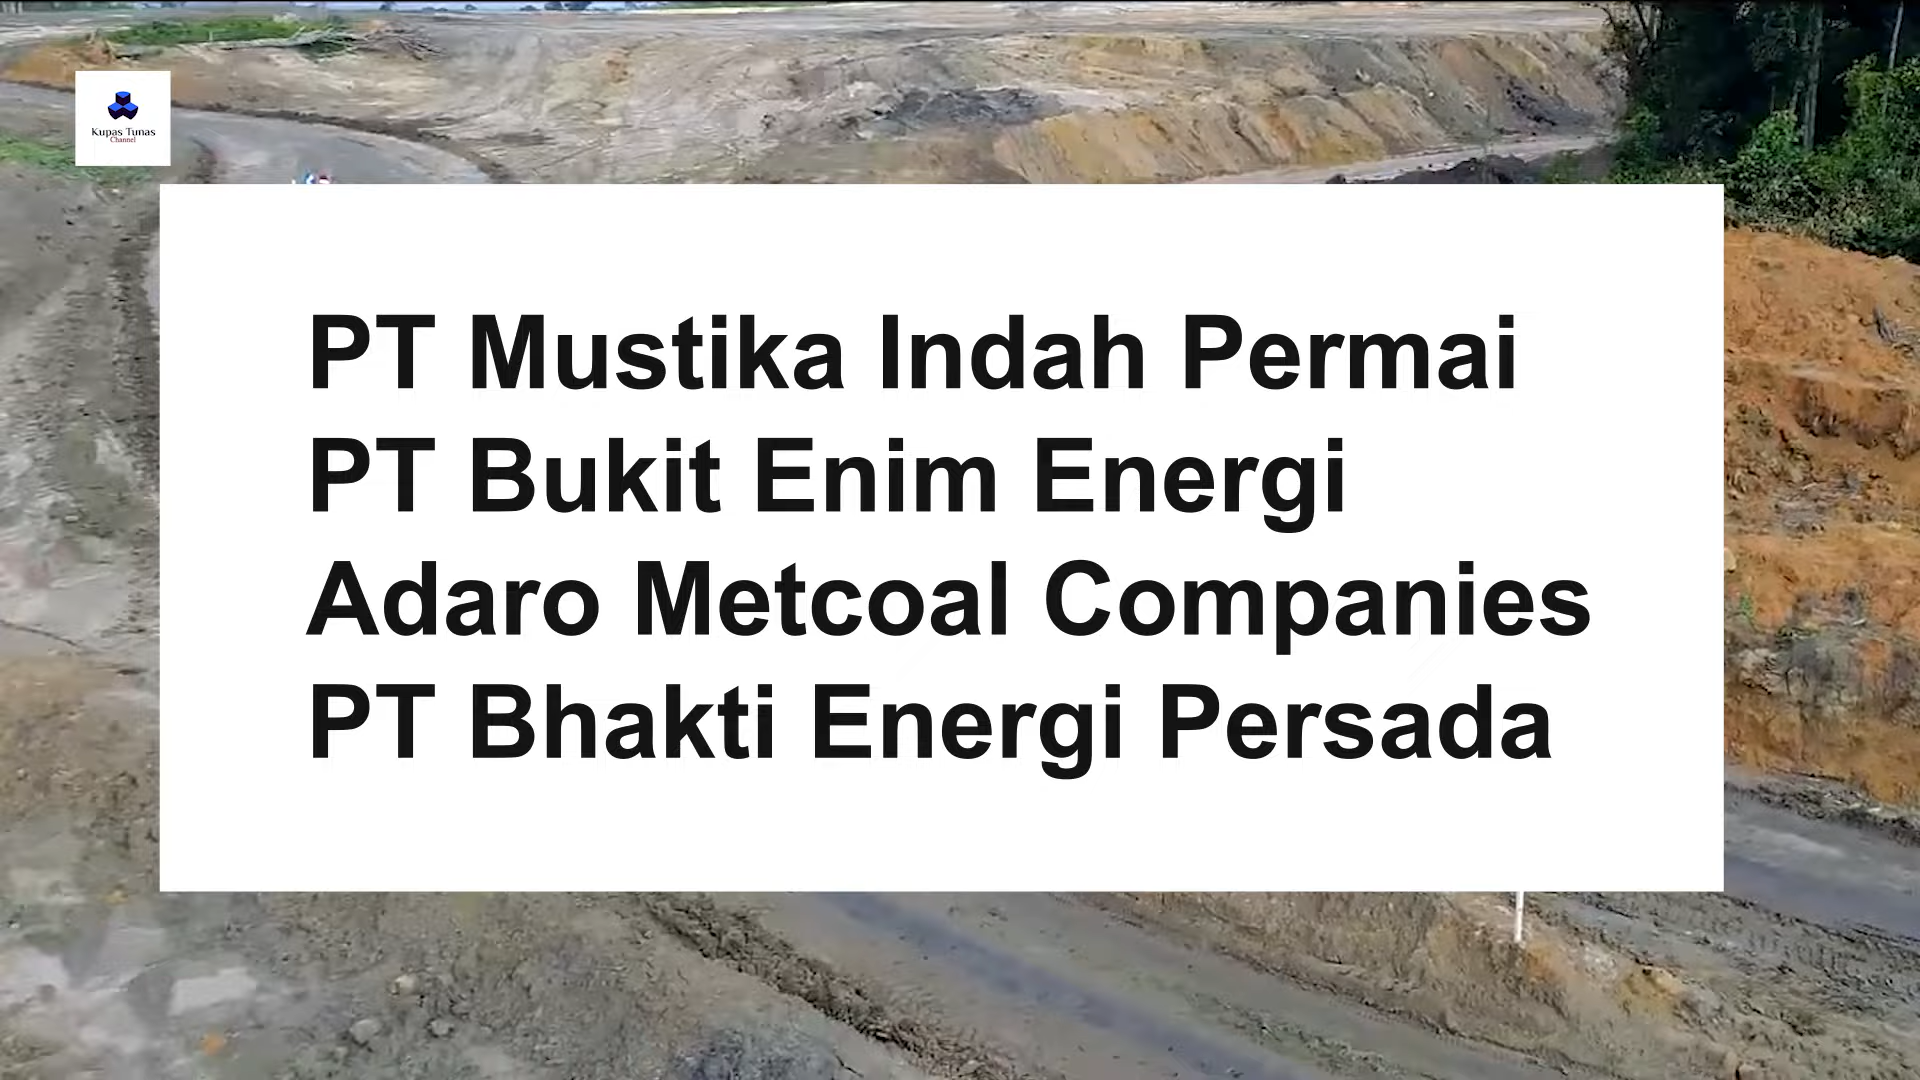 Kupas Tunas
Channel
PT Mustika Indah Permai
PT Bukit Enim Energi
Adaro Metcoal Companies
PT Bhakti Energi Persada